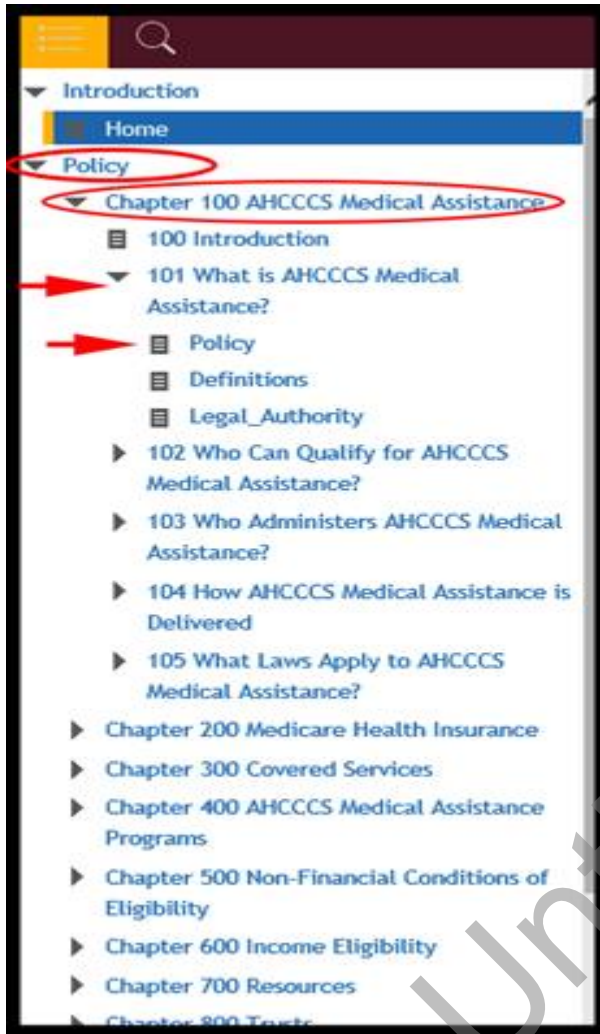 Introduction
Home
Policy
Chapter 100 AHCCCS Medical Assistance
100 Introduction
101 What is AHCCCS Medical
Assistance?
Policy
Definitions
Legal_Authority
102 Who Can Qualify for AHCCCS
Medical Assistance?
103 Who Administers AHCCCS Medical
Assistance?
104 How AHCCCS Medical Assistance is
Delivered
105 What Laws Apply to AHCCCS
Medical Assistance?
Chapter 200 Medicare Health Insurance
Chapter 300 Covered Services
Chapter 400 AHCCCS Medical Assistance
Programs
Chapter 500 Non-Financial Conditions of
Eligibility
Chapter 600 Income Eligibility
Chapter 700 Resources
Chapter 800 Trusts